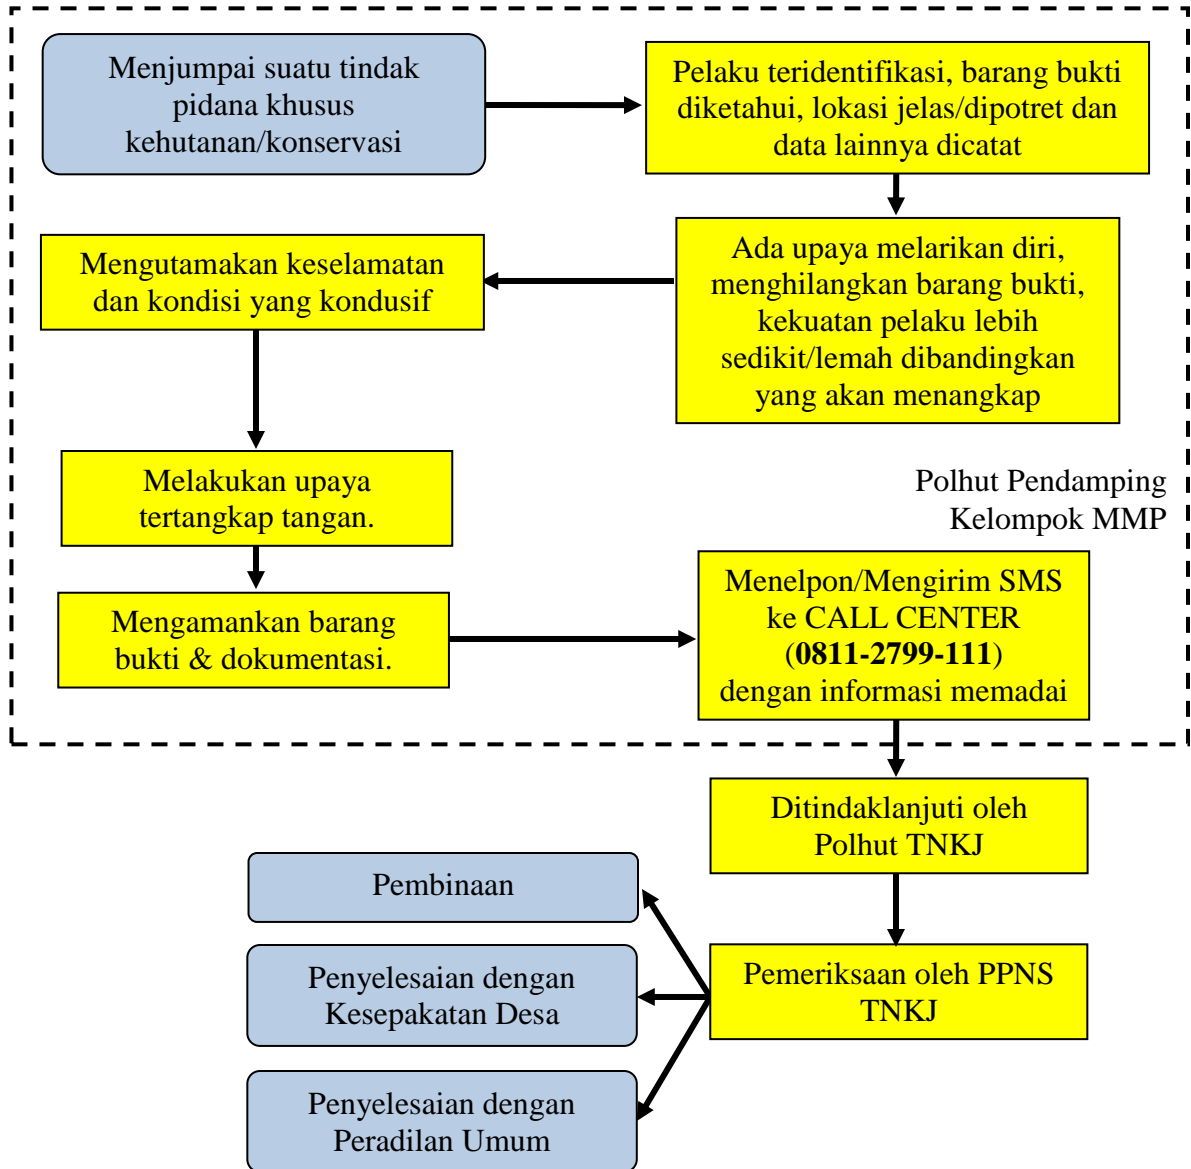 Menjumpai suatu tindak
pidana khusus
kehutanan/konservasi
Pelaku teridentifikasi, barang bukti
diketahui, lokasi jelas/dipotret dan
data lainnya dicatat
Ada upaya melarikan diri,
menghilangkan barang bukti,
kekuatan pelaku lebih
sedikit/lemah dibandingkan
yang akan menangkap
Mengutamakan keselamatan
dan kondisi yang kondusif
Melakukan upaya
tertangkap tangan.
Mengamankan barang
bukti & dokumentasi.
Polhut Pendamping
Kelompok MMP
Menelpon/Mengirim SMS
ke CALL CENTER
(0811-2799-111)
dengan informasi memadai
Ditindaklanjuti oleh
Polhut TNKJ
Pemeriksaan oleh PPNS
TNKJ
Pembinaan
Penyelesaian dengan
Kesepakatan Desa
Penyelesaian dengan
Peradilan Umum